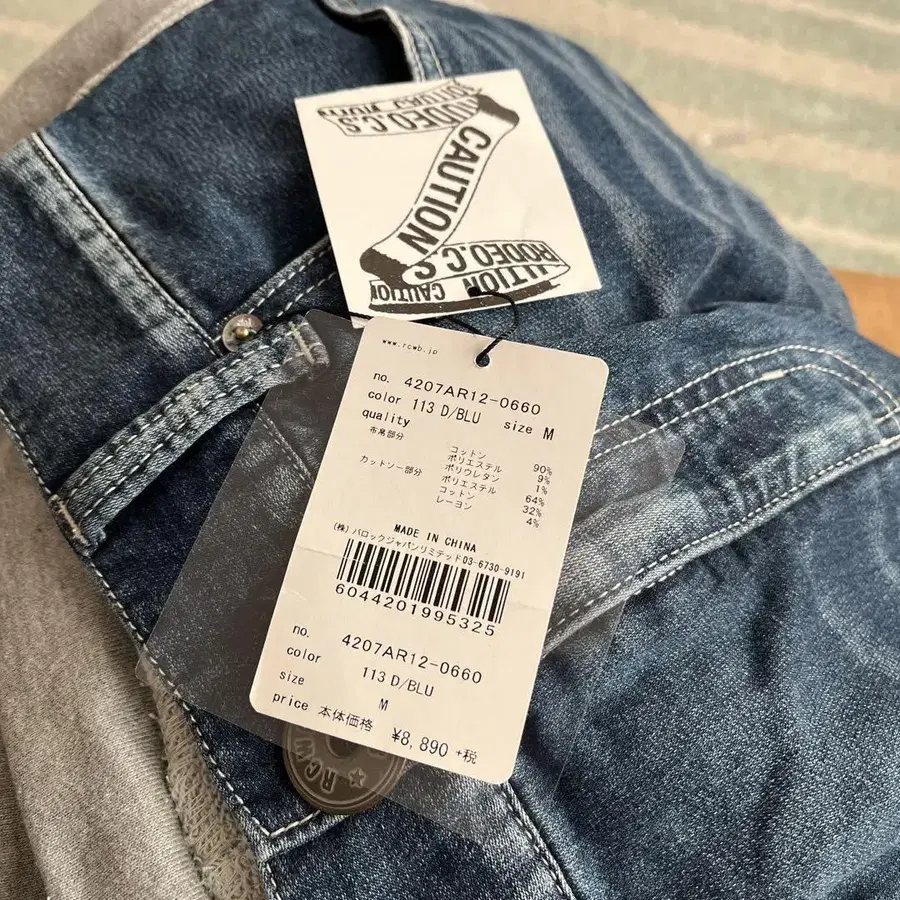 RODEO.C.S
CAUTION
CAUTION
RODEO.C.S
CAUTION
www.rcwb.jp
no. 4207AR12-0660
color 113 D/BLU size M
quality
布帛部分
コットン 90%
ポリエステル 9%
ポリウレタン 1%
カットソー部分
ポリエステル 64%
コットン 32%
レーヨン 4%
MADE IN CHINA
(株)バロックジャパンリミテッド03-6730-9191
6044201995325
no. 4207AR12-0660
color 113 D/BLU
size M
price 本体価格 ¥8,890+税
RCW